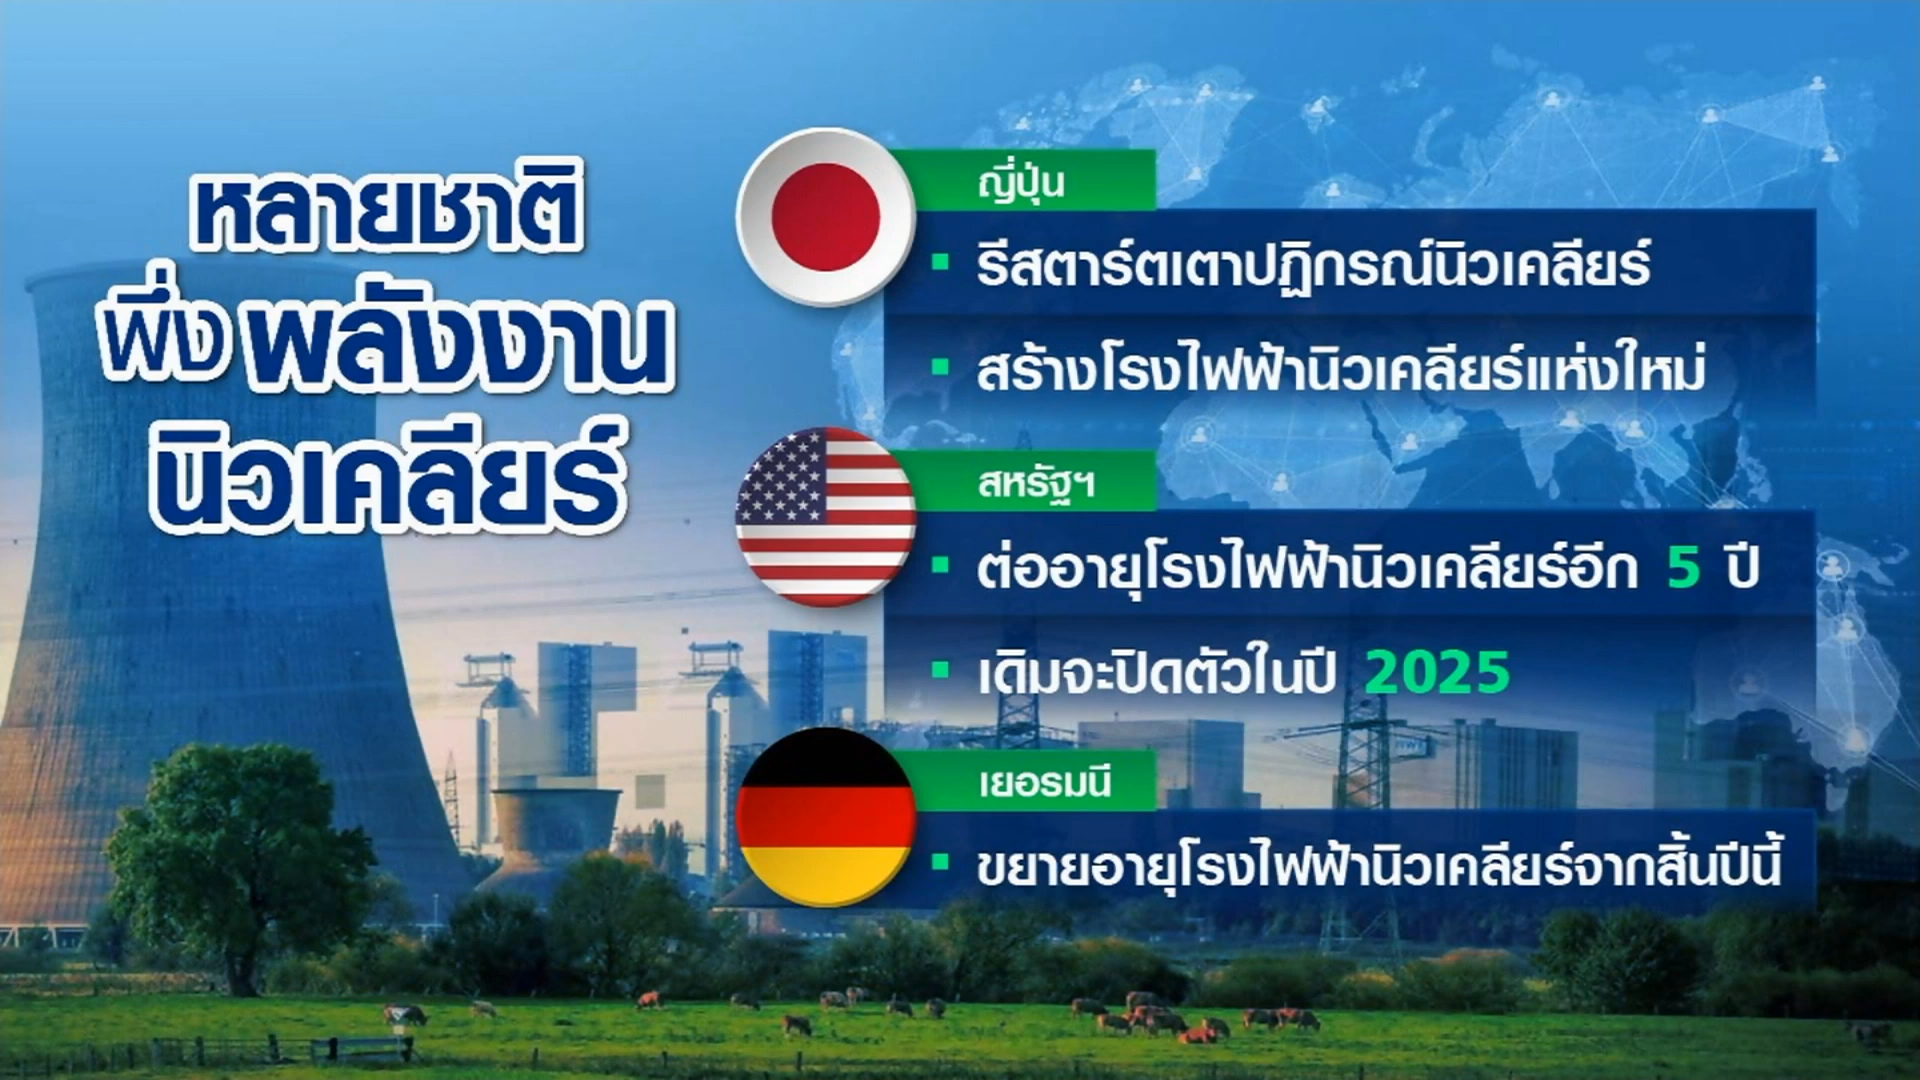 หลายชาติ
พึ่งพลังงาน
นิวเคลียร์
ญี่ปุ่น
▪ รีสตาร์ตเตาปฏิกรณ์นิวเคลียร์
▪ สร้างโรงไฟฟ้านิวเคลียร์แห่งใหม่
สหรัฐฯ
▪ ต่ออายุโรงไฟฟ้านิวเคลียร์อีก 5 ปี
▪ เดิมจะปิดตัวในปี 2025
เยอรมนี
▪ ขยายอายุโรงไฟฟ้านิวเคลียร์จากสิ้นปีนี้